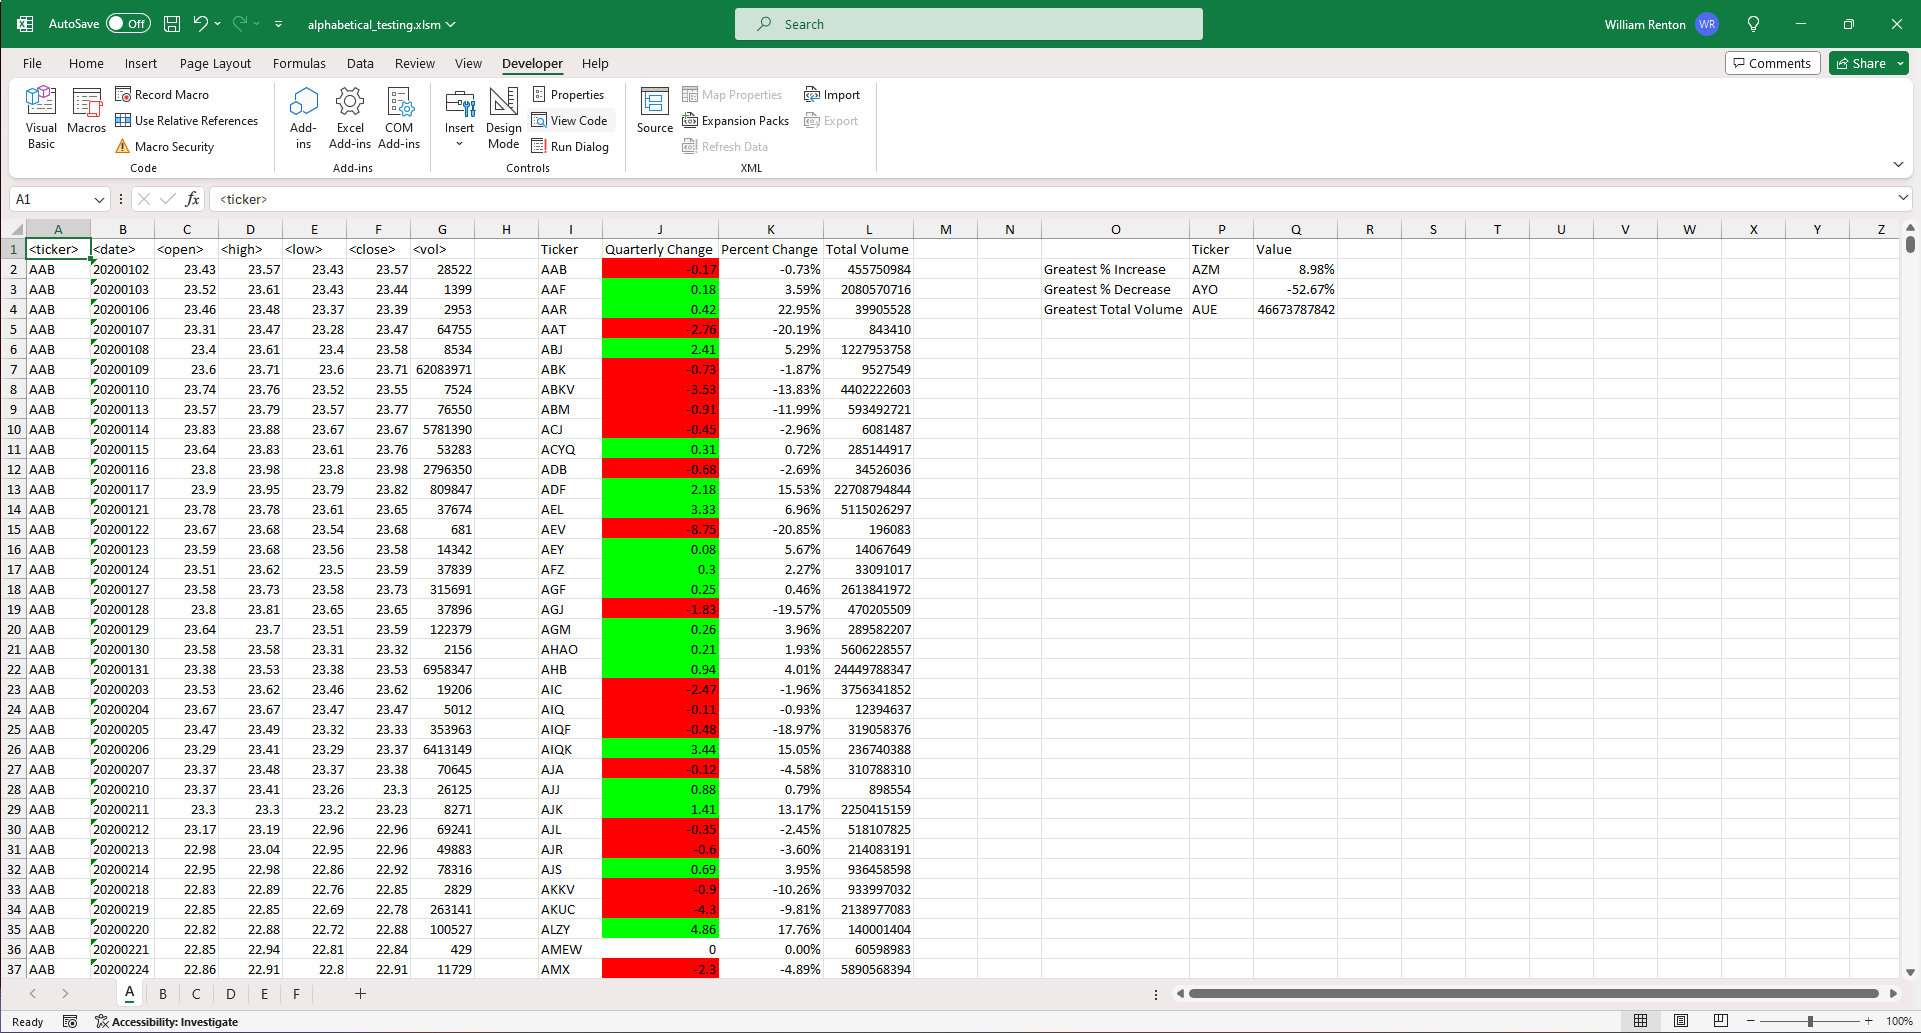 AutoSave Off alphabetical_testing.xlsm Search William Renton WR
File Home Insert Page Layout Formulas Data Review View Developer Help Comments Share
Visual Basic
Macros
Record Macro
Use Relative References
Macro Security
Code
Add-ins
Excel Add-ins
COM Add-ins
Add-ins
Insert
Design Mode
Properties
View Code
Run Dialog
Controls
Source
Map Properties
Expansion Packs
Refresh Data
Import
Export
XML
A1 fx <ticker>
A B C D E F G H I J K L M N O P Q R S T U V W X Y Z
1 <ticker> <date> <open> <high> <low> <close> <vol> Ticker Quarterly Change Percent Change Total Volume Ticker Value
2 AAB 20200102 23.43 23.57 23.43 23.57 28522 AAB -0.17 -0.73% 455750984 Greatest % Increase AZM 8.98%
3 AAB 20200103 23.52 23.61 23.43 23.44 1399 AAF 0.18 3.59% 2080570716 Greatest % Decrease AYO -52.67%
4 AAB 20200106 23.46 23.48 23.37 23.39 2953 AAR 0.42 22.95% 39905528 Greatest Total Volume AUE 46673787842
5 AAB 20200107 23.31 23.47 23.28 23.47 64755 AAT -2.76 -20.19% 843410
6 AAB 20200108 23.4 23.61 23.4 23.58 8534 ABJ 2.41 5.29% 1227953758
7 AAB 20200109 23.6 23.71 23.6 23.71 62083971 ABK -0.73 -1.87% 9527549
8 AAB 20200110 23.74 23.76 23.52 23.55 7524 ABKV -3.53 -13.83% 4402222603
9 AAB 20200113 23.57 23.79 23.57 23.77 76550 ABM -0.91 -11.99% 593492721
10 AAB 20200114 23.83 23.88 23.67 23.67 5781390 ACJ -0.45 -2.96% 6081487
11 AAB 20200115 23.64 23.83 23.61 23.76 53283 ACYQ 0.31 0.72% 285144917
12 AAB 20200116 23.8 23.98 23.8 23.98 2796350 ADB -0.68 -2.69% 34526036
13 AAB 20200117 23.9 23.95 23.79 23.82 809847 ADF 2.18 15.53% 22708794844
14 AAB 20200121 23.78 23.78 23.61 23.65 37674 AEL 3.33 6.96% 5115026297
15 AAB 20200122 23.67 23.68 23.54 23.68 681 AEV -8.75 -20.85% 196083
16 AAB 20200123 23.59 23.68 23.56 23.58 14342 AEY 0.08 5.67% 14067649
17 AAB 20200124 23.51 23.62 23.5 23.59 37839 AFZ 0.3 2.27% 33091017
18 AAB 20200127 23.58 23.73 23.58 23.73 315691 AGF 0.25 0.46% 2613841972
19 AAB 20200128 23.8 23.81 23.65 23.65 37896 AGJ -1.83 -19.57% 470205509
20 AAB 20200129 23.64 23.7 23.51 23.59 122379 AGM 0.26 3.96% 289582207
21 AAB 20200130 23.58 23.58 23.31 23.32 2156 AHAO 0.21 1.93% 5606228557
22 AAB 20200131 23.38 23.53 23.38 23.53 6958347 AHB 0.94 4.01% 24449788347
23 AAB 20200203 23.53 23.62 23.46 23.62 19206 AIC -2.47 -1.96% 3756341852
24 AAB 20200204 23.67 23.67 23.47 23.47 5012 AIQ -0.11 -0.93% 12394637
25 AAB 20200205 23.47 23.49 23.32 23.33 353963 AIQF -0.48 -18.97% 319058376
26 AAB 20200206 23.29 23.41 23.29 23.37 6413149 AIQK 3.44 15.05% 236740388
27 AAB 20200207 23.37 23.48 23.37 23.38 70645 AJA -0.12 -4.58% 310788310
28 AAB 20200210 23.37 23.41 23.26 23.3 26125 AJJ 0.88 0.79% 898554
29 AAB 20200211 23.3 23.3 23.2 23.23 8271 AJK 1.41 13.17% 2250415159
30 AAB 20200212 23.17 23.19 22.96 22.96 69241 AJL -0.35 -2.45% 518107825
31 AAB 20200213 22.98 23.04 22.95 22.96 49883 AJR -0.6 -3.60% 214083191
32 AAB 20200214 22.95 22.98 22.86 22.92 78316 AJS 0.69 3.95% 936458598
33 AAB 20200218 22.83 22.89 22.76 22.85 2829 AKKV -0.9 -10.26% 933997032
34 AAB 20200219 22.85 22.85 22.69 22.78 263141 AKUC -4.3 -9.81% 2138977083
35 AAB 20200220 22.82 22.88 22.72 22.88 100527 ALZY 4.86 17.76% 140001404
36 AAB 20200221 22.85 22.94 22.81 22.84 429 AMEW 0 0.00% 60598983
37 AAB 20200224 22.86 22.91 22.8 22.91 11729 AMX -2.3 -4.89% 5890568394
A B C D E F
Ready Accessibility: Investigate 100%